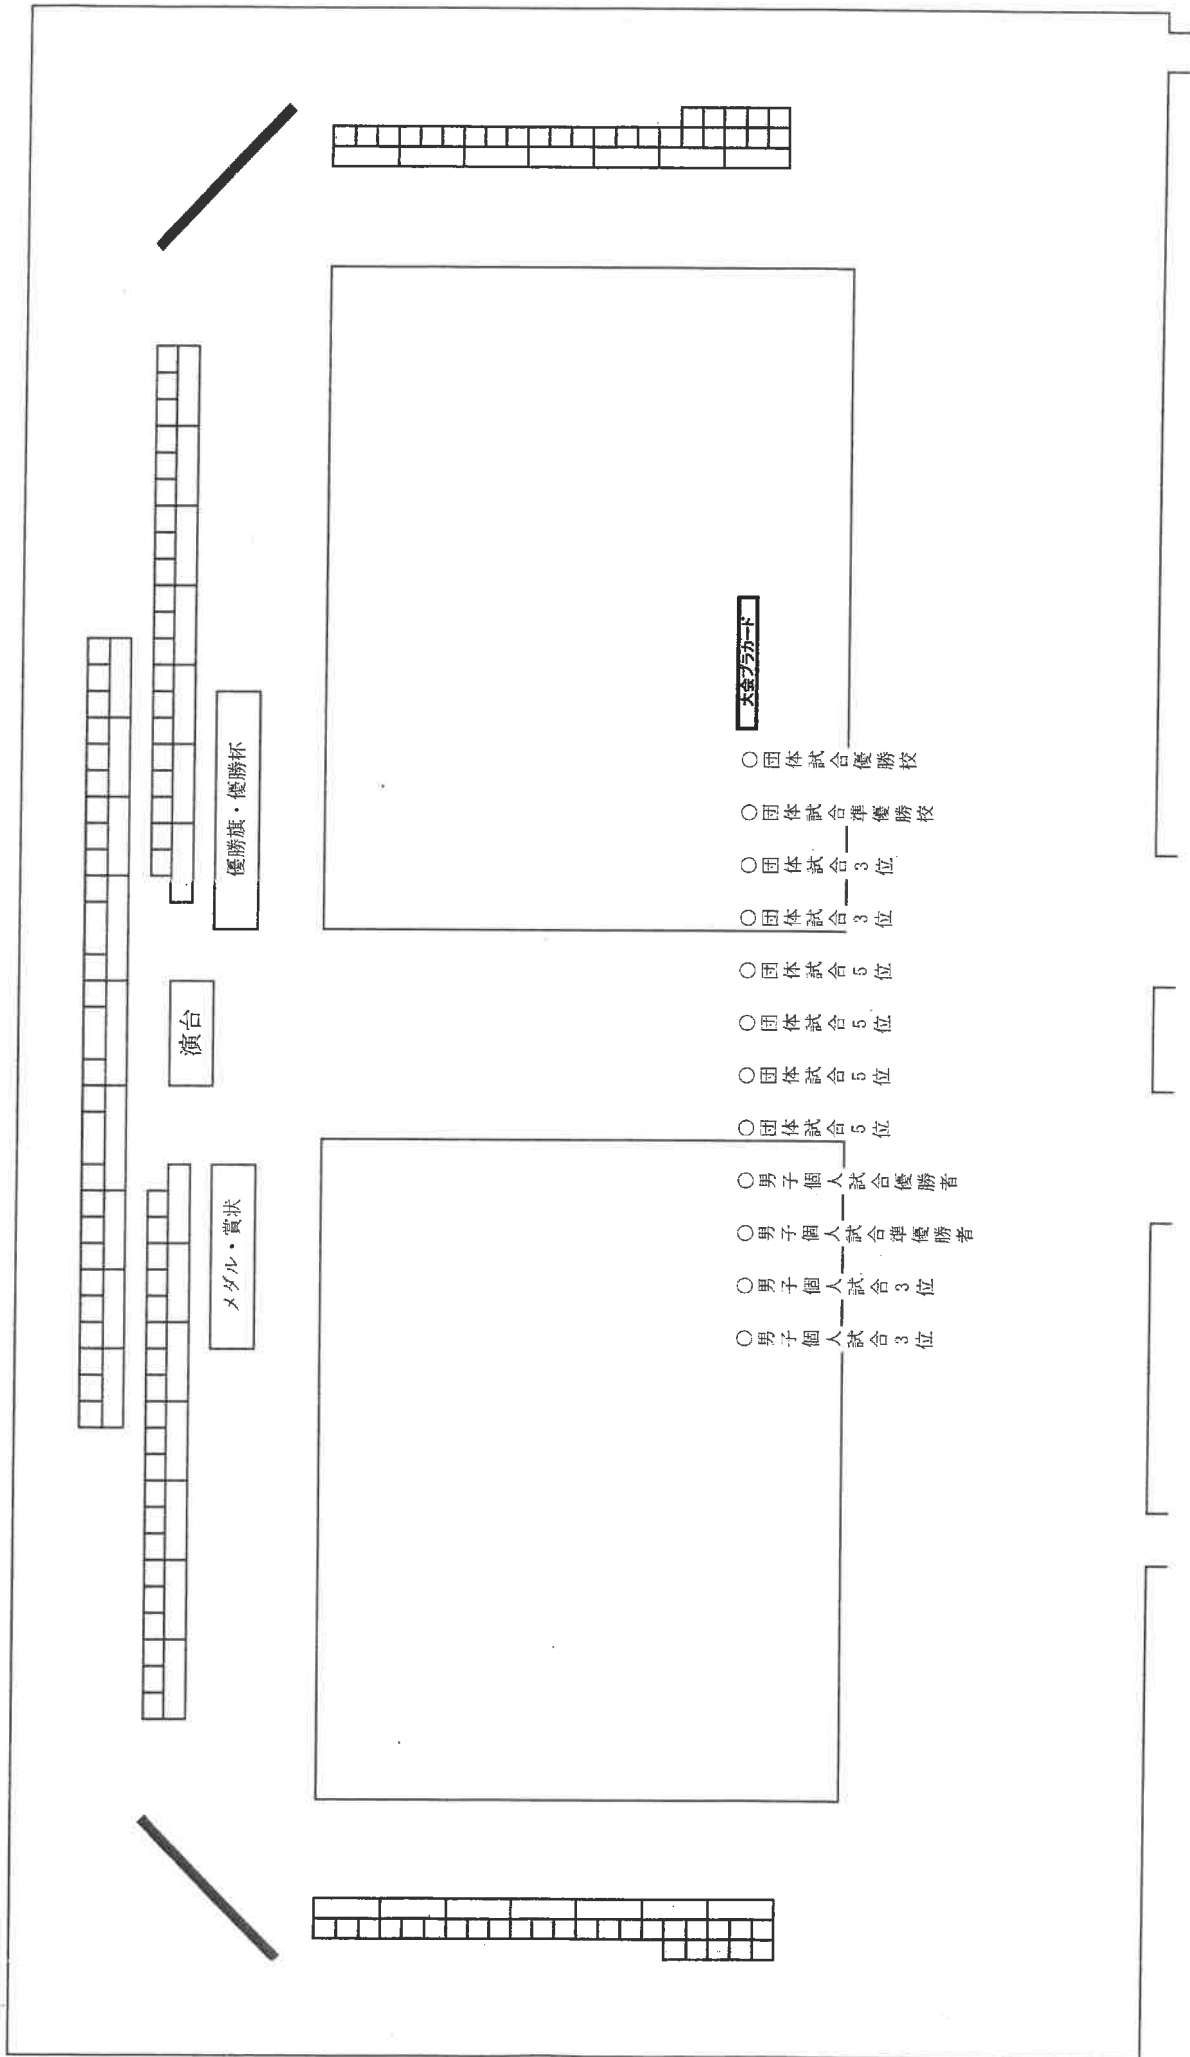 優勝旗・優勝杯
演台
メダル・賞状
大会プラカード
○団体試合優勝校
○団体試合準優勝校
○団体試合3位
○団体試合3位
○団体試合5位
○団体試合5位
○団体試合5位
○団体試合5位
○男子個人試合優勝者
○男子個人試合準優勝者
○男子個人試合3位
○男子個人試合3位